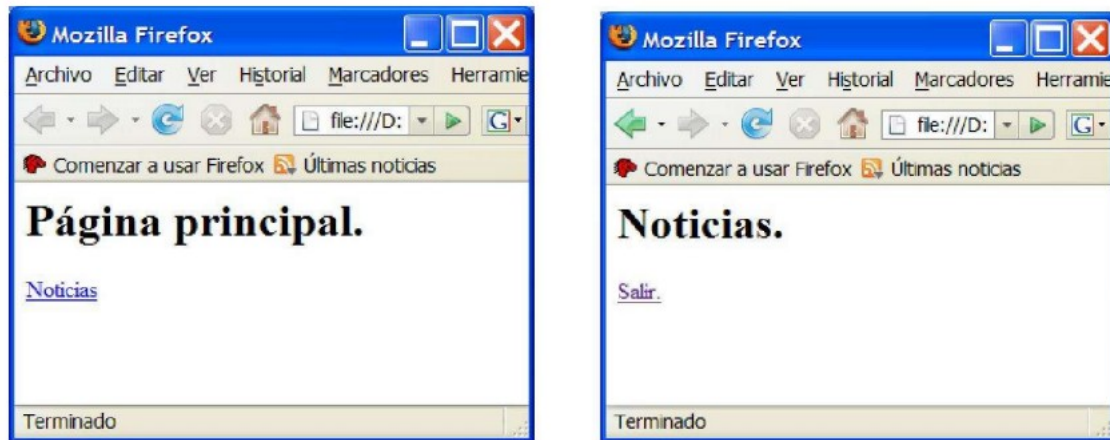 Mozilla Firefox
Archivo Editar Ver Historial Marcadores Herramie
file:///D: G
Comenzar a usar Firefox Últimas noticias
Página principal.
Noticias
Terminado
Mozilla Firefox
Archivo Editar Ver Historial Marcadores Herramie
file:///D: G
Comenzar a usar Firefox Últimas noticias
Noticias.
Salir.
Terminado